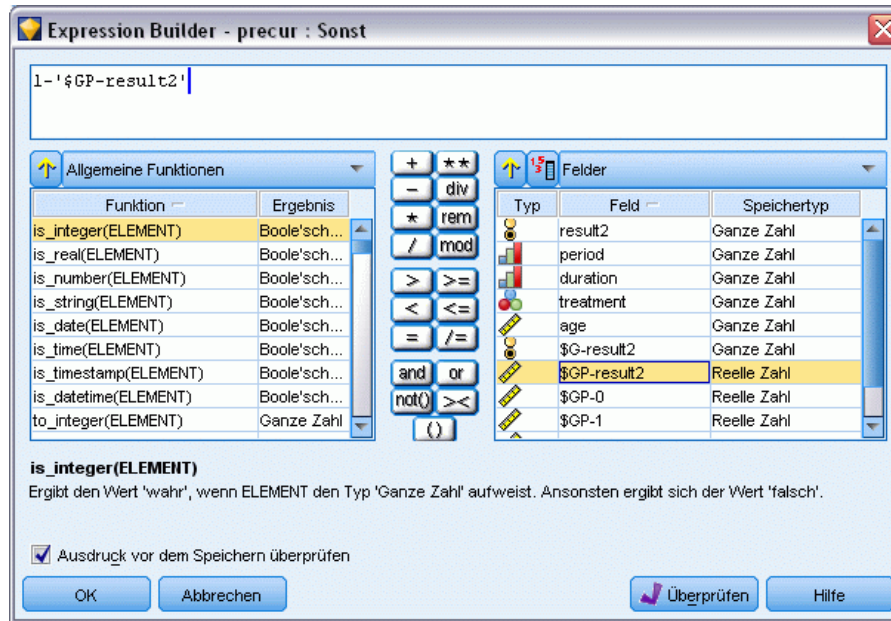 Expression Builder - precur : Sonst
1-'$GP-result2'
Allgemeine Funktionen
Funktion Ergebnis
is_integer(ELEMENT) Boole'sch...
is_real(ELEMENT) Boole'sch...
is_number(ELEMENT) Boole'sch...
is_string(ELEMENT) Boole'sch...
is_date(ELEMENT) Boole'sch...
is_time(ELEMENT) Boole'sch...
is_timestamp(ELEMENT) Boole'sch...
is_datetime(ELEMENT) Boole'sch...
to_integer(ELEMENT) Ganze Zahl
+ **
- div
* rem
/ mod
> >=
< <=
= /=
and or
not() ><
()
Felder
Typ Feld Speichertyp
result2 Ganze Zahl
period Ganze Zahl
duration Ganze Zahl
treatment Ganze Zahl
age Ganze Zahl
$G-result2 Ganze Zahl
$GP-result2 Reelle Zahl
$GP-0 Reelle Zahl
$GP-1 Reelle Zahl
is_integer(ELEMENT)
Ergibt den Wert 'wahr', wenn ELEMENT den Typ 'Ganze Zahl' aufweist. Ansonsten ergibt sich der Wert 'falsch'.
Ausdruck vor dem Speichern überprüfen
OK Abbrechen Überprüfen Hilfe